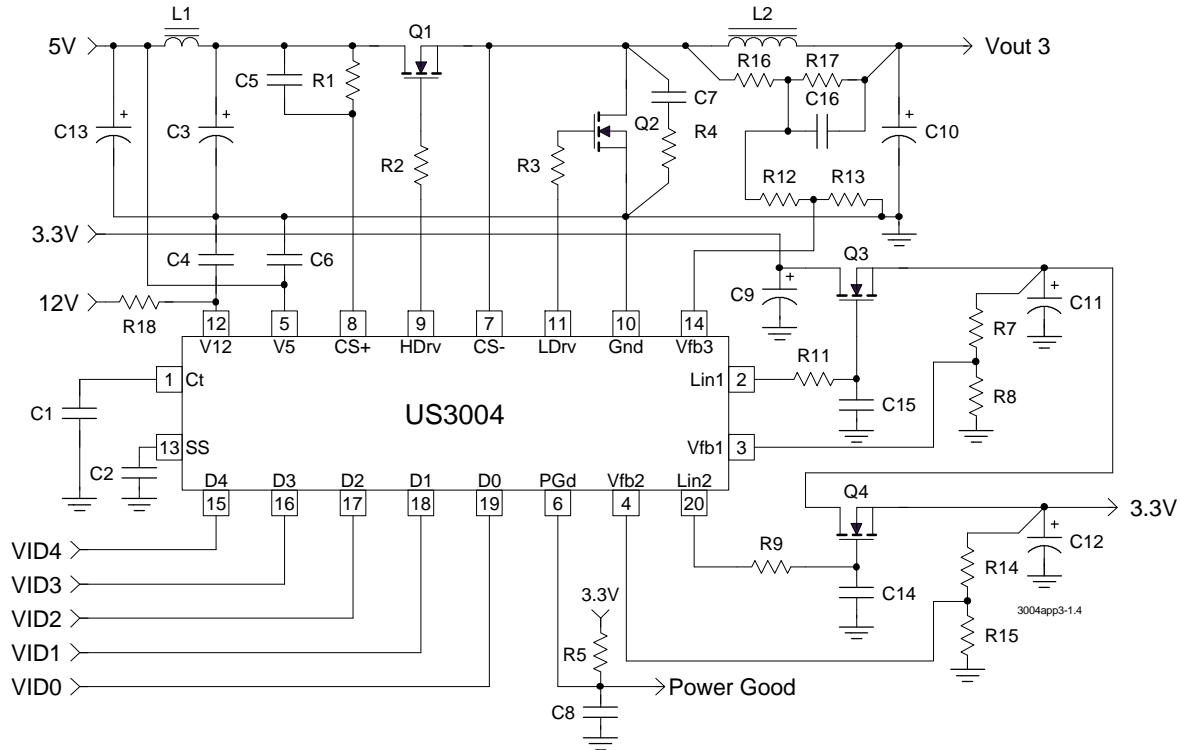 L1
L2
Q1
5V
Vout 3
R16
R17
C5
R1
C7
C16
C13
C3
Q2
R4
C10
R2
R3
R12
R13
3.3V
C4
C6
Q3
12V
C9
C11
R18
R7
12
5
8
9
7
11
10
14
V12
V5
CS+
HDrv
CS-
LDrv
Gnd
Vfb3
R11
1
Ct
Lin1
2
R8
C1
US3004
C15
13
SS
Vfb1
3
C2
D4
D3
D2
D1
D0
PGd
Vfb2
Lin2
Q4
15
16
17
18
19
6
4
20
3.3V
R9
C12
VID4
R14
VID3
C14
3.3V
3004app3-1.4
VID2
R15
VID1
R5
VID0
Power Good
C8
+
+
+
+
+
+